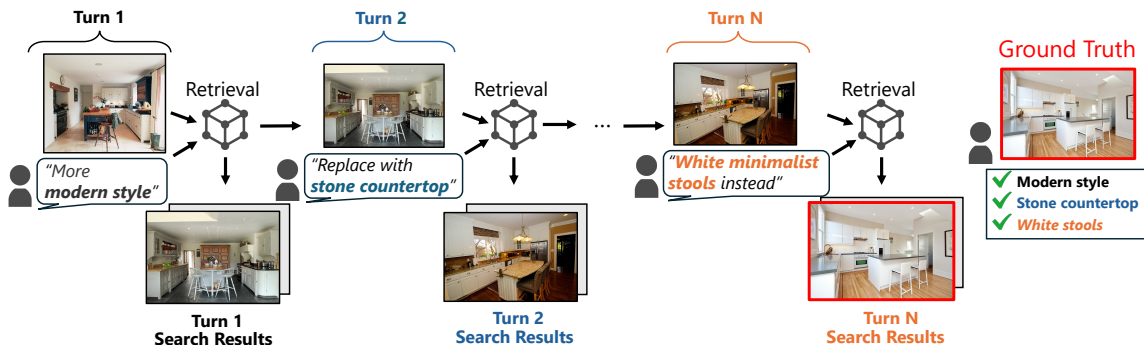 Turn 1
Turn 2
Turn N
Ground Truth
Retrieval
Retrieval
Retrieval
...
“More
modern style”
“Replace with
stone countertop”
“White minimalist
stools instead”
Modern style
Stone countertop
White stools
Turn 1
Search Results
Turn 2
Search Results
Turn N
Search Results